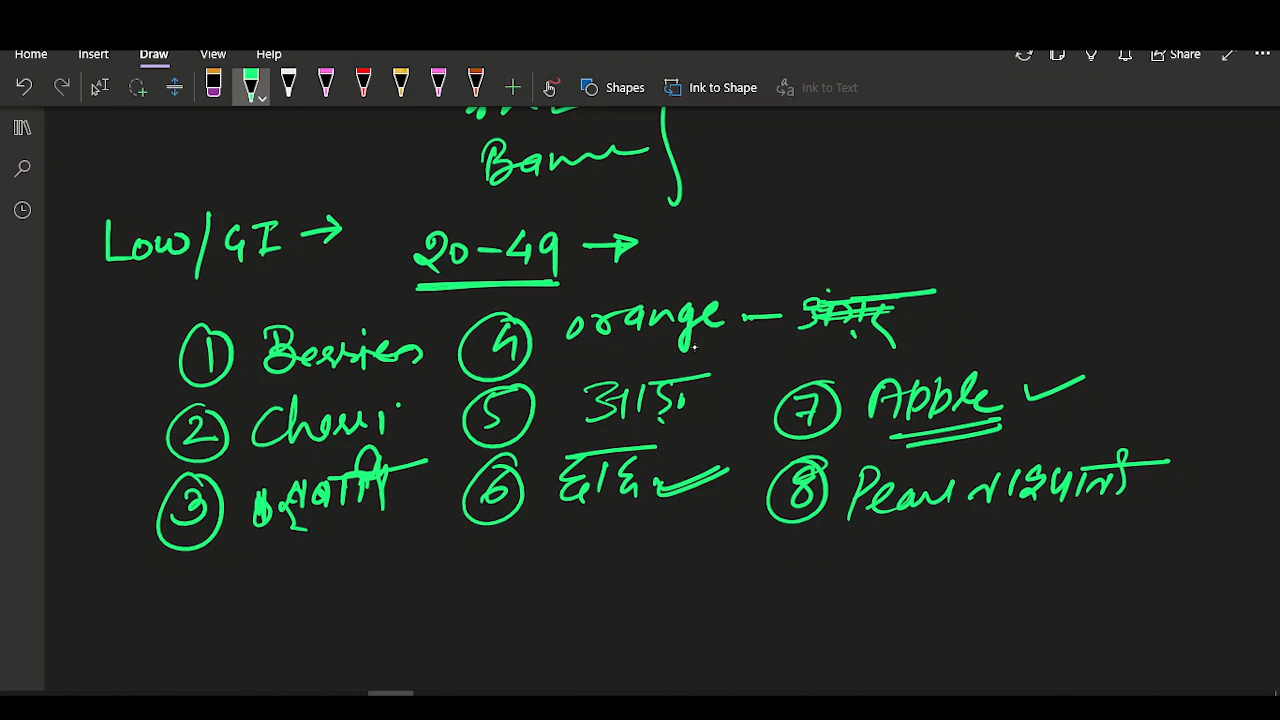 Home Insert Draw View Help Share
Shapes Ink to Shape Ink to Text
Low/GI → 20-49 →
① Berries ④ orange —
② Cherri ⑤ आड़ू ⑦ Apple ✓
③ ⑥ ✓ ⑧ Pear नाशपाती